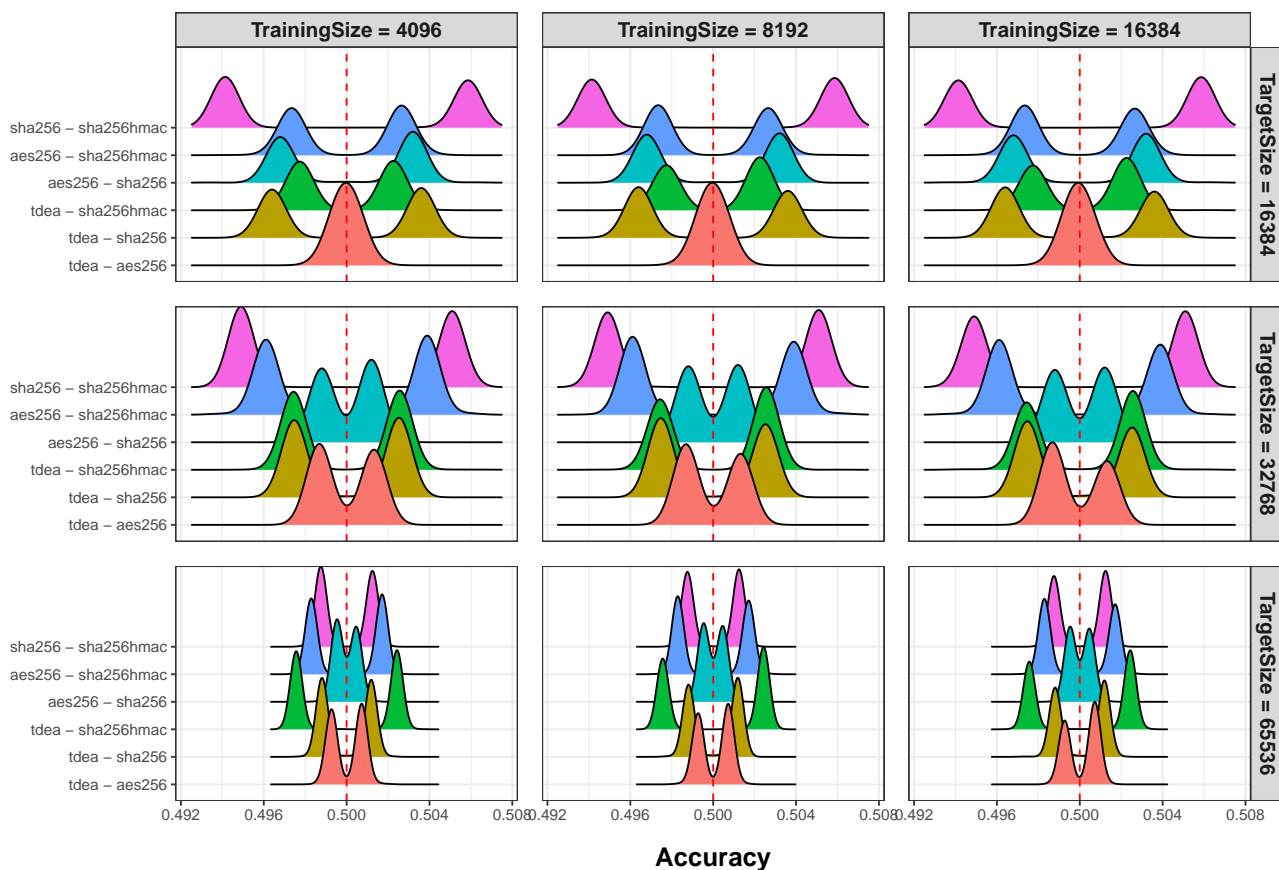 TrainingSize = 4096
TrainingSize = 8192
TrainingSize = 16384
sha256 − sha256hmac
aes256 − sha256hmac
aes256 − sha256
tdea − sha256hmac
tdea − sha256
tdea − aes256
TargetSize = 16384
sha256 − sha256hmac
aes256 − sha256hmac
aes256 − sha256
tdea − sha256hmac
tdea − sha256
tdea − aes256
TargetSize = 32768
sha256 − sha256hmac
aes256 − sha256hmac
aes256 − sha256
tdea − sha256hmac
tdea − sha256
tdea − aes256
TargetSize = 65536
0.492 0.496 0.500 0.504 0.508
0.492 0.496 0.500 0.504 0.508
0.492 0.496 0.500 0.504 0.508
Accuracy